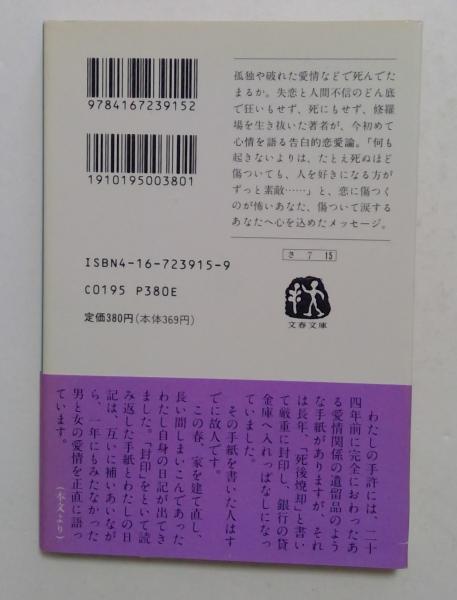 9784167239152
1910195003801
ISBN4-16-723915-9
C0195 P380E
定価380円(本体369円)
孤独や破れた愛情などで死んでた
まるか。失恋と人間不信のどん底
で狂いもせず、死にもせず、修羅
場を生き抜いた著者が、今初めて
心情を語る告白的恋愛論。「何も
起きないよりは、たとえ死ぬほど
傷ついても、人を好きになる方が
ずっと素敵……」と、恋に傷つく
のが怖いあなた、傷ついて涙する
あなたへ心を込めたメッセージ。
さ 7 15
文春文庫
わたしの手許には、二十
四年前に完全におわったあ
る愛情関係の遺留品のよう
な手紙がありますが、それ
は長年、「死後焼却」と書い
て厳重に封印し、銀行の貸
金庫へ入れっぱなしになっ
ていました。
その手紙を書いた人はす
でに故人です。
この春、家を建て直し、
長い間しまいこんであった
わたし自身の日記が出てき
ました。「封印」をといて読
み返した手紙とわたしの日
記は、互いに補いあいなが
ら、一年にもみたなかった
男と女の愛情を正直に語っ
ています。
(本文より)